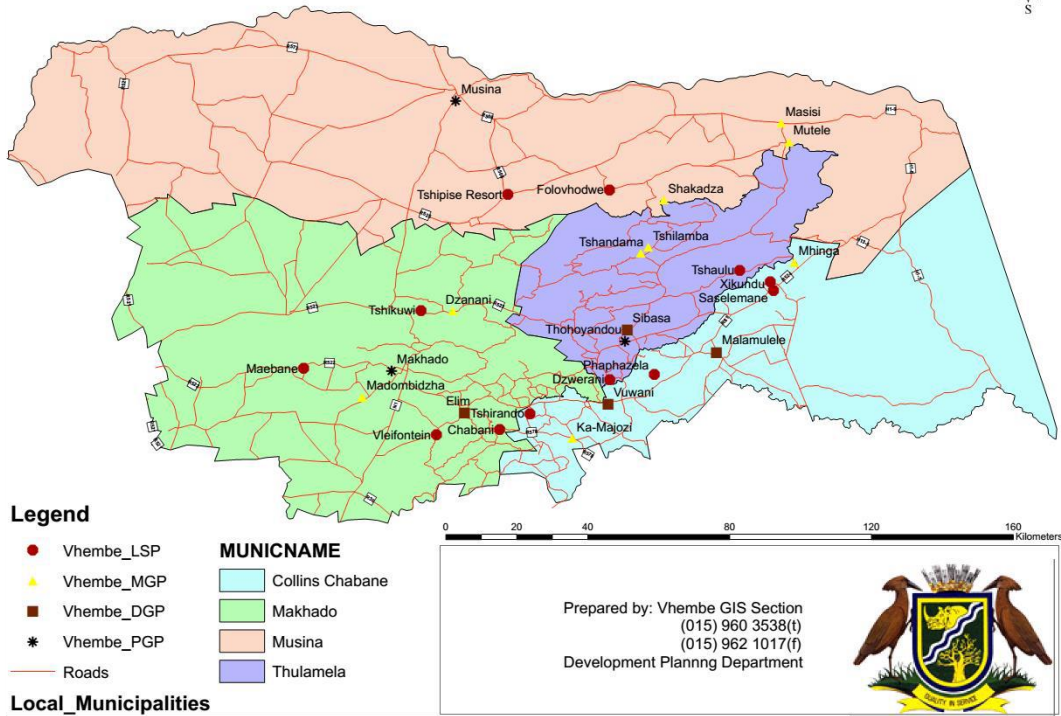 S
Musina
Masisi
Mutele
Tshipise Resort
Folovhodwe
Shakadza
Tshandama
Tshilamba
Mhinga
Tshaulu
Xikundu
Saselemane
Tshikuwi
Dzanani
Sibasa
Thohoyandou
Malamulele
Maebane
Makhado
Phaphazela
Madombidzha
Dzwerani
Vuwani
Elim
Tshirando
Ka-Majozi
Vleifontein
Chabani
Legend
Vhembe_LSP
Vhembe_MGP
Vhembe_DGP
Vhembe_PGP
Roads
Local_Municipalities
MUNICNAME
Collins Chabane
Makhado
Musina
Thulamela
0 20 40 60 80 120 160
Kilometers
Prepared by: Vhembe GIS Section
(015) 960 3538(t)
(015) 962 1017(f)
Development Plannng Department
QUALITY IN SERVICE